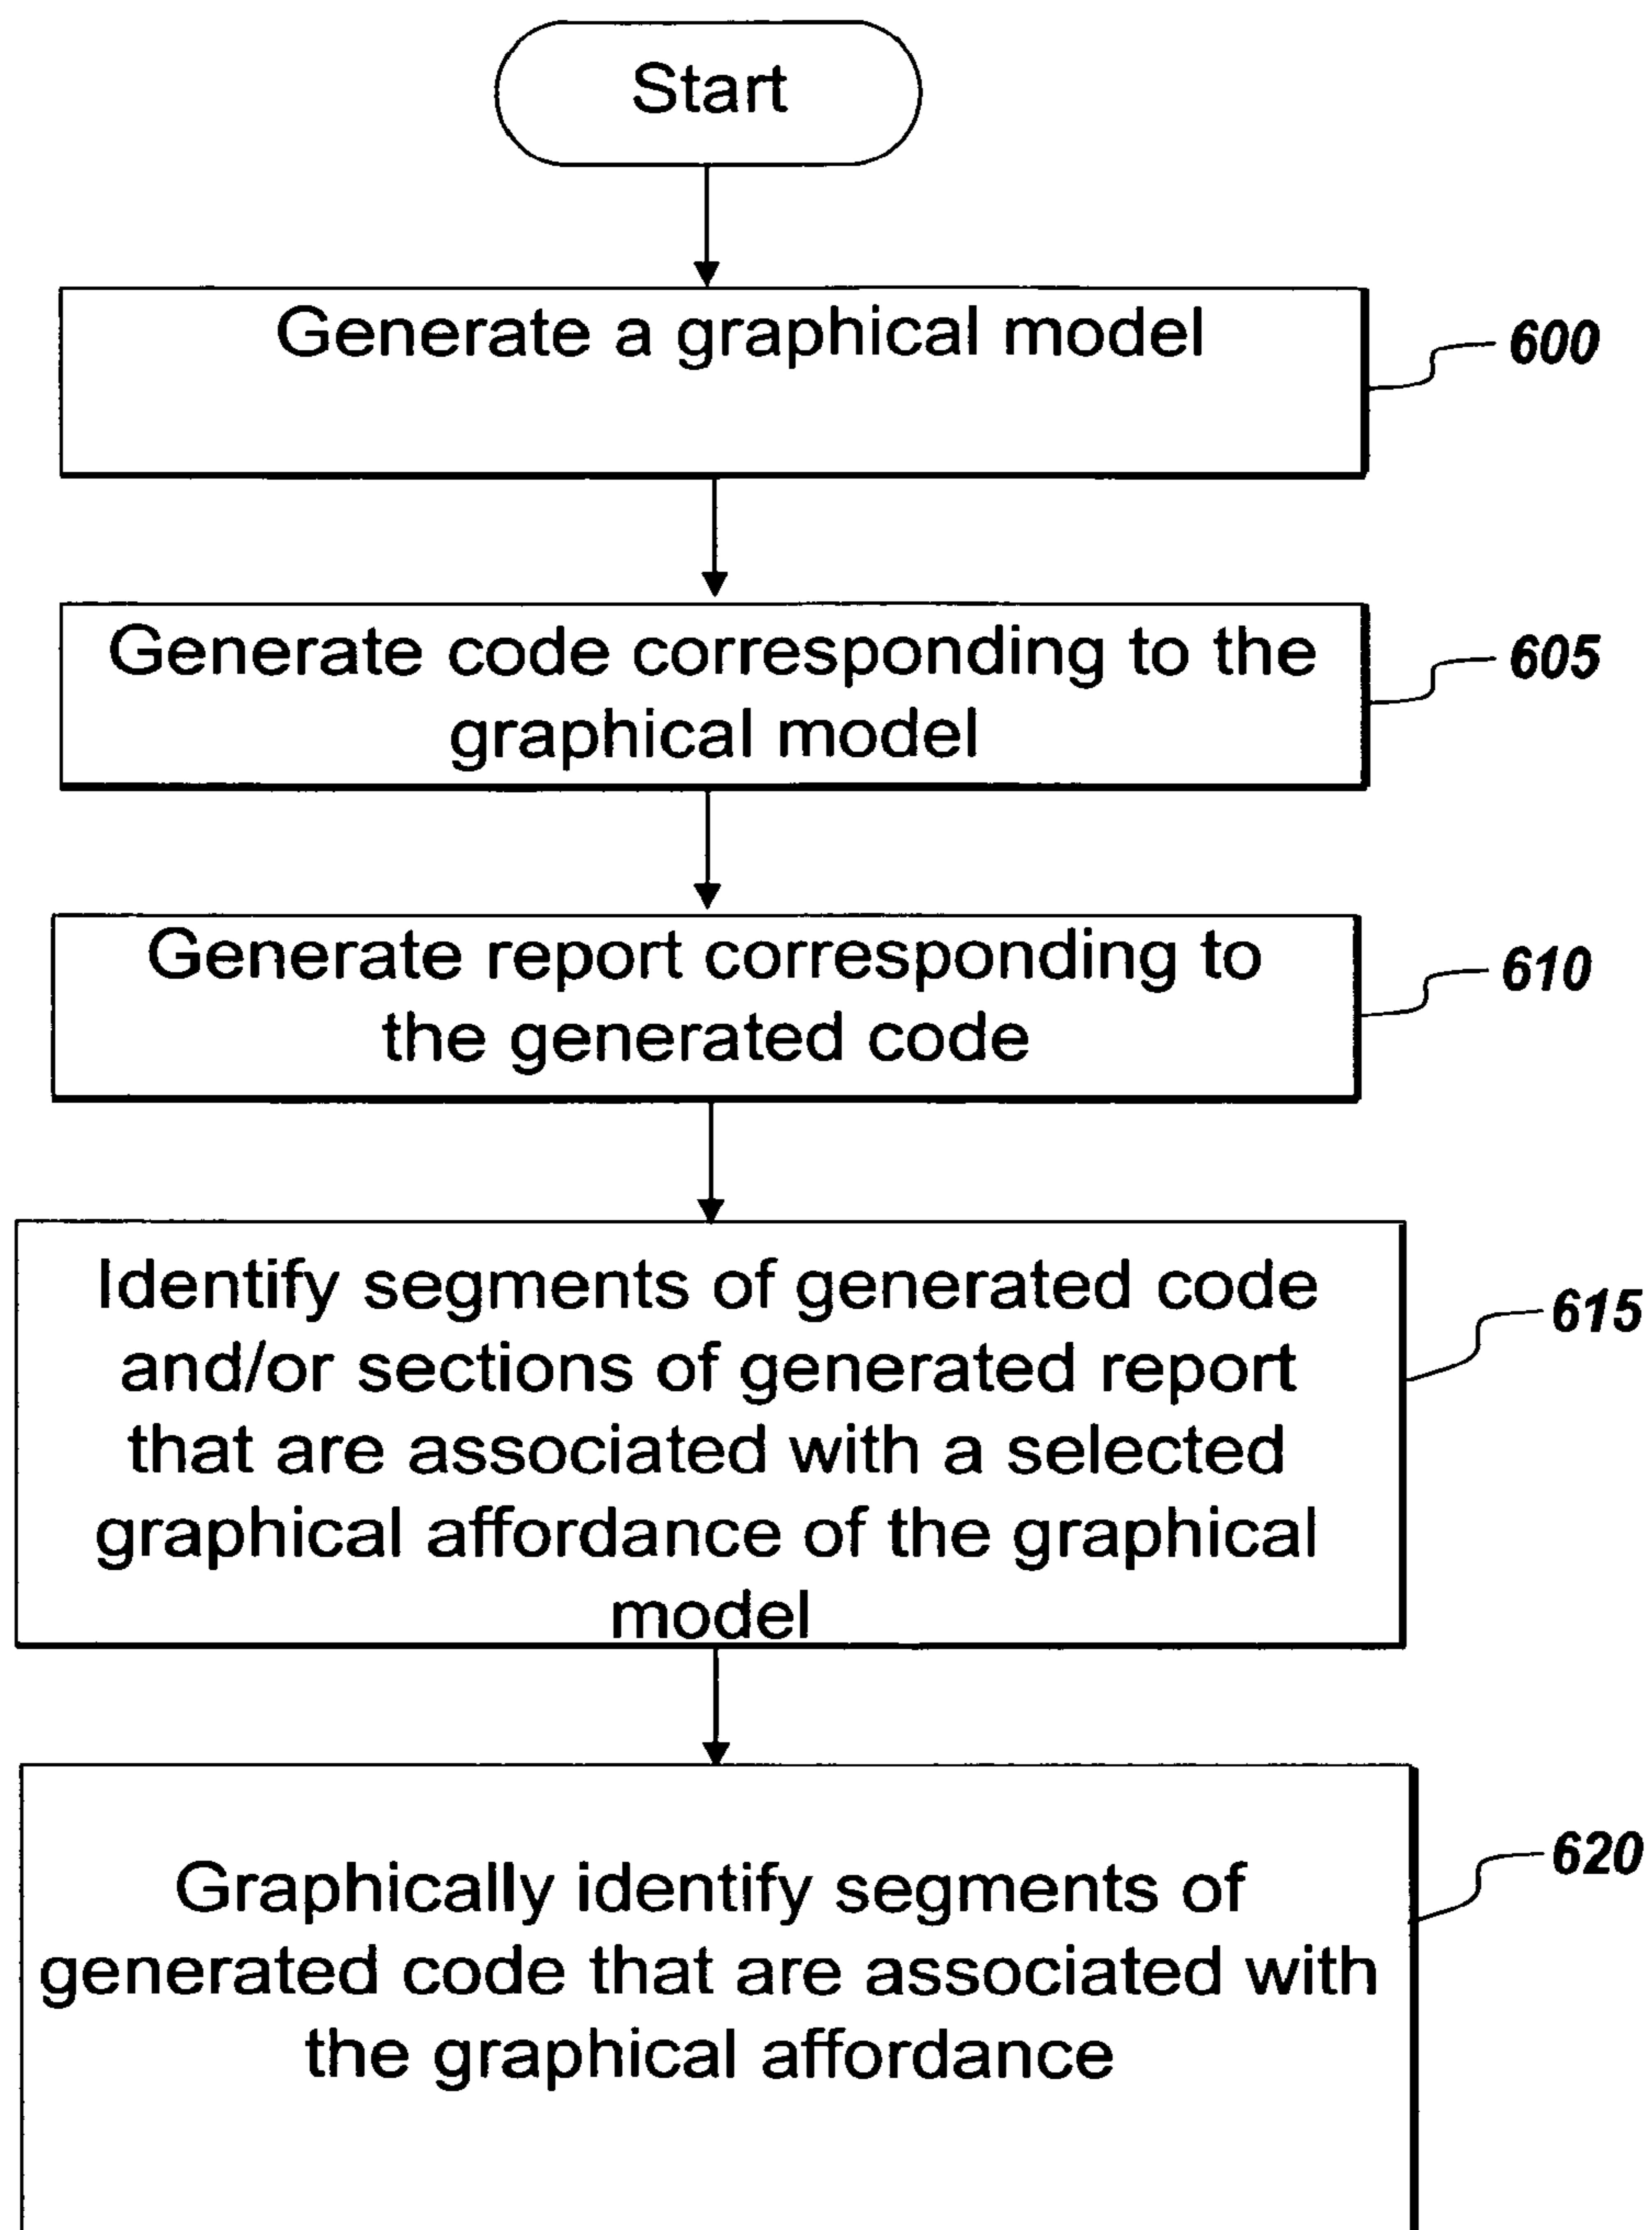 Start
Generate a graphical model
600
Generate code corresponding to the
graphical model
605
Generate report corresponding to
the generated code
610
Identify segments of generated code
and/or sections of generated report
that are associated with a selected
graphical affordance of the graphical
model
615
Graphically identify segments of
generated code that are associated with
the graphical affordance
620